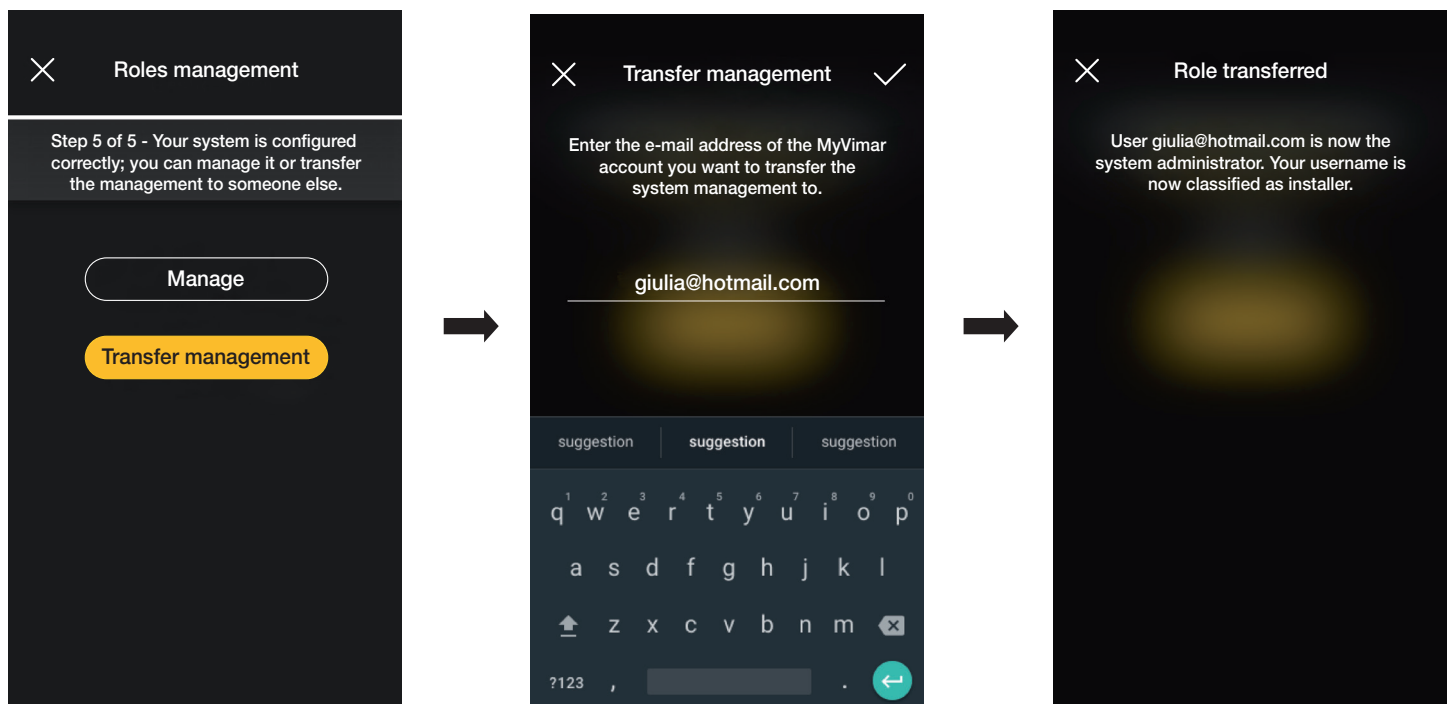 Roles management
Step 5 of 5 - Your system is configured
correctly; you can manage it or transfer
the management to someone else.
Manage
Transfer management
Transfer management
Enter the e-mail address of the MyVimar
account you want to transfer the
system management to.
giulia@hotmail.com
suggestion suggestion suggestion
1 2 3 4 5 6 7 8 9 0
q w e r t y u i o p
a s d f g h j k l
z x c v b n m
?123 , .
Role transferred
User giulia@hotmail.com is now the
system administrator. Your username is
now classified as installer.